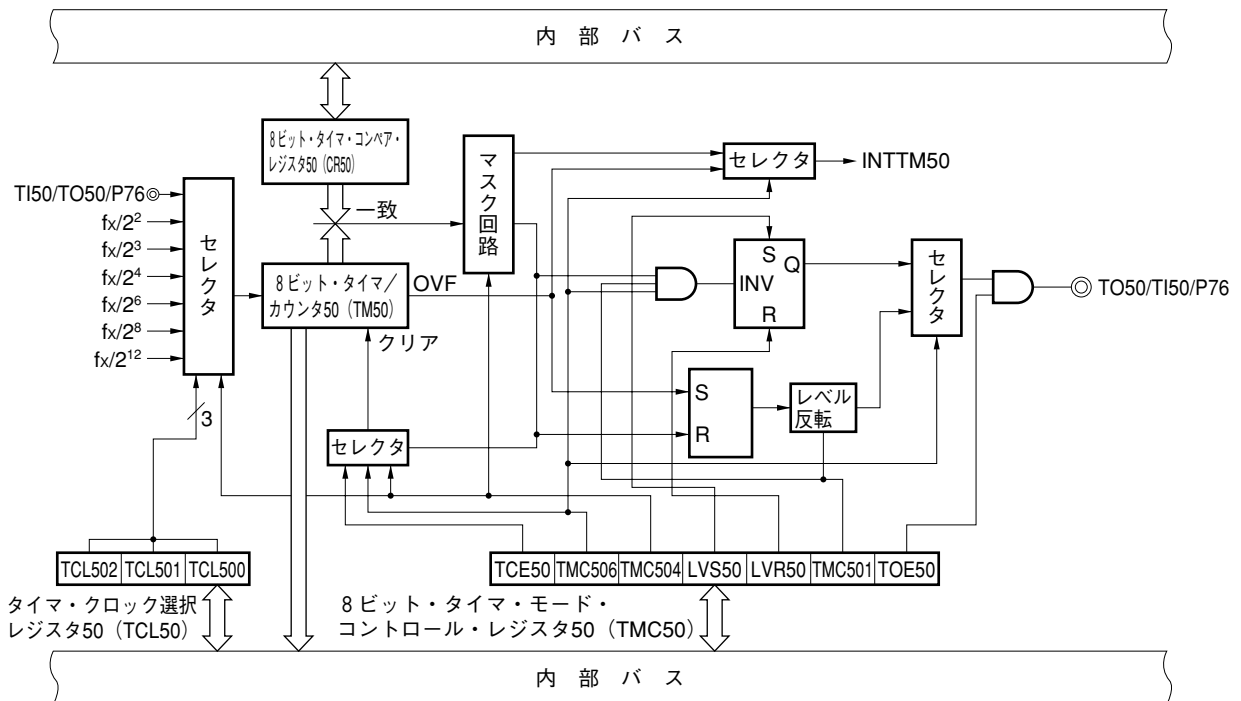 内 部 バ ス
8ビット・タイマ・コンペア・
レジスタ50（CR50）
マスク回路
セレクタ
INTTM50
TI50/TO50/P76
fx/2²
fx/2³
fx/2⁴
fx/2⁶
fx/2⁸
fx/2¹²
セレクタ
一致
8ビット・タイマ／
カウンタ50（TM50）
OVF
クリア
S
INV
Q
R
セレクタ
TO50/TI50/P76
S
R
レベル
反転
3
セレクタ
TCL502 TCL501 TCL500
TCE50 TMC506 TMC504 LVS50 LVR50 TMC501 TOE50
タイマ・クロック選択
レジスタ50（TCL50）
8ビット・タイマ・モード・
コントロール・レジスタ50（TMC50）
内 部 バ ス